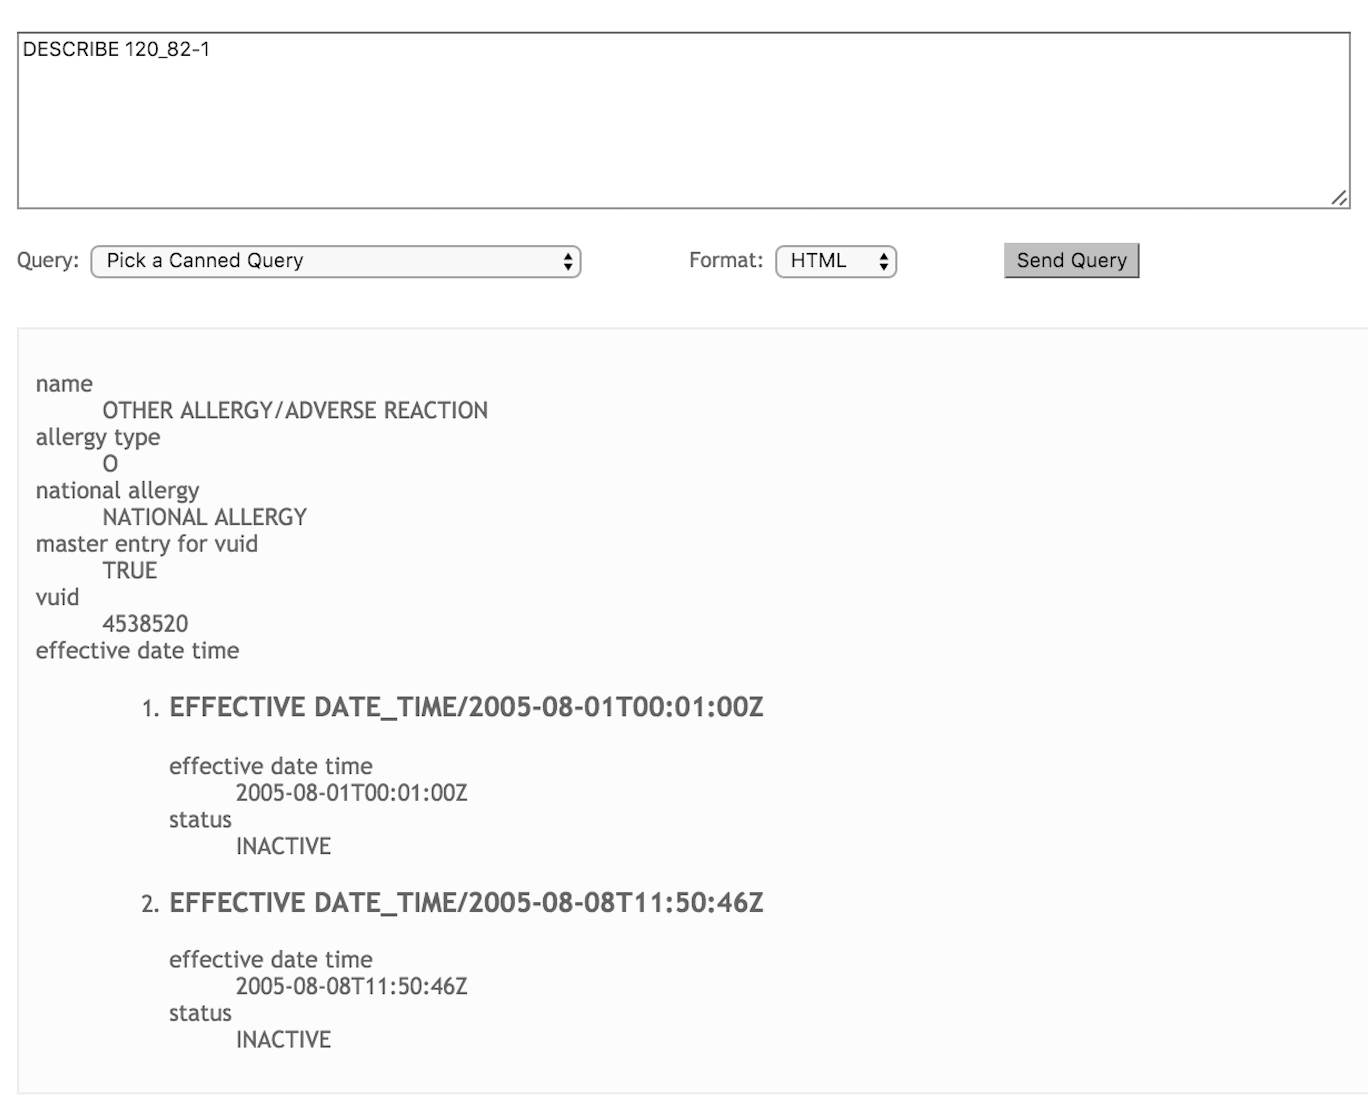 DESCRIBE 120_82-1
Query: Pick a Canned Query Format: HTML Send Query
name
OTHER ALLERGY/ADVERSE REACTION
allergy type
O
national allergy
NATIONAL ALLERGY
master entry for vuid
TRUE
vuid
4538520
effective date time
1. EFFECTIVE DATE_TIME/2005-08-01T00:01:00Z
effective date time
2005-08-01T00:01:00Z
status
INACTIVE
2. EFFECTIVE DATE_TIME/2005-08-08T11:50:46Z
effective date time
2005-08-08T11:50:46Z
status
INACTIVE